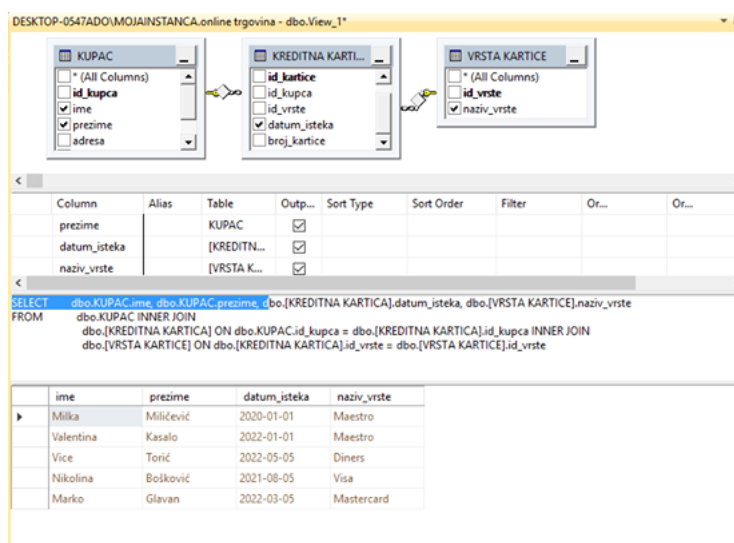 DESKTOP-0547ADO\MOJAINSTANCA.online trgovina - dbo.View_1*
KUPAC
* (All Columns)
id_kupca
ime
prezime
adresa
KREDITNA KARTI...
id_kartice
id_kupca
id_vrste
datum_isteka
broj_kartice
VRSTA KARTICE
* (All Columns)
id_vrste
naziv_vrste
Column Alias Table Outp... Sort Type Sort Order Filter Or... Or...
prezime KUPAC
datum_isteka [KREDITN...
naziv_vrste [VRSTA K...
SELECT dbo.KUPAC.ime, dbo.KUPAC.prezime, dbo.[KREDITNA KARTICA].datum_isteka, dbo.[VRSTA KARTICE].naziv_vrste
FROM dbo.KUPAC INNER JOIN
dbo.[KREDITNA KARTICA] ON dbo.KUPAC.id_kupca = dbo.[KREDITNA KARTICA].id_kupca INNER JOIN
dbo.[VRSTA KARTICE] ON dbo.[KREDITNA KARTICA].id_vrste = dbo.[VRSTA KARTICE].id_vrste
ime prezime datum_isteka naziv_vrste
Milka Miličević 2020-01-01 Maestro
Valentina Kasalo 2022-01-01 Maestro
Vice Torić 2022-05-05 Diners
Nikolina Bošković 2021-08-05 Visa
Marko Glavan 2022-03-05 Mastercard